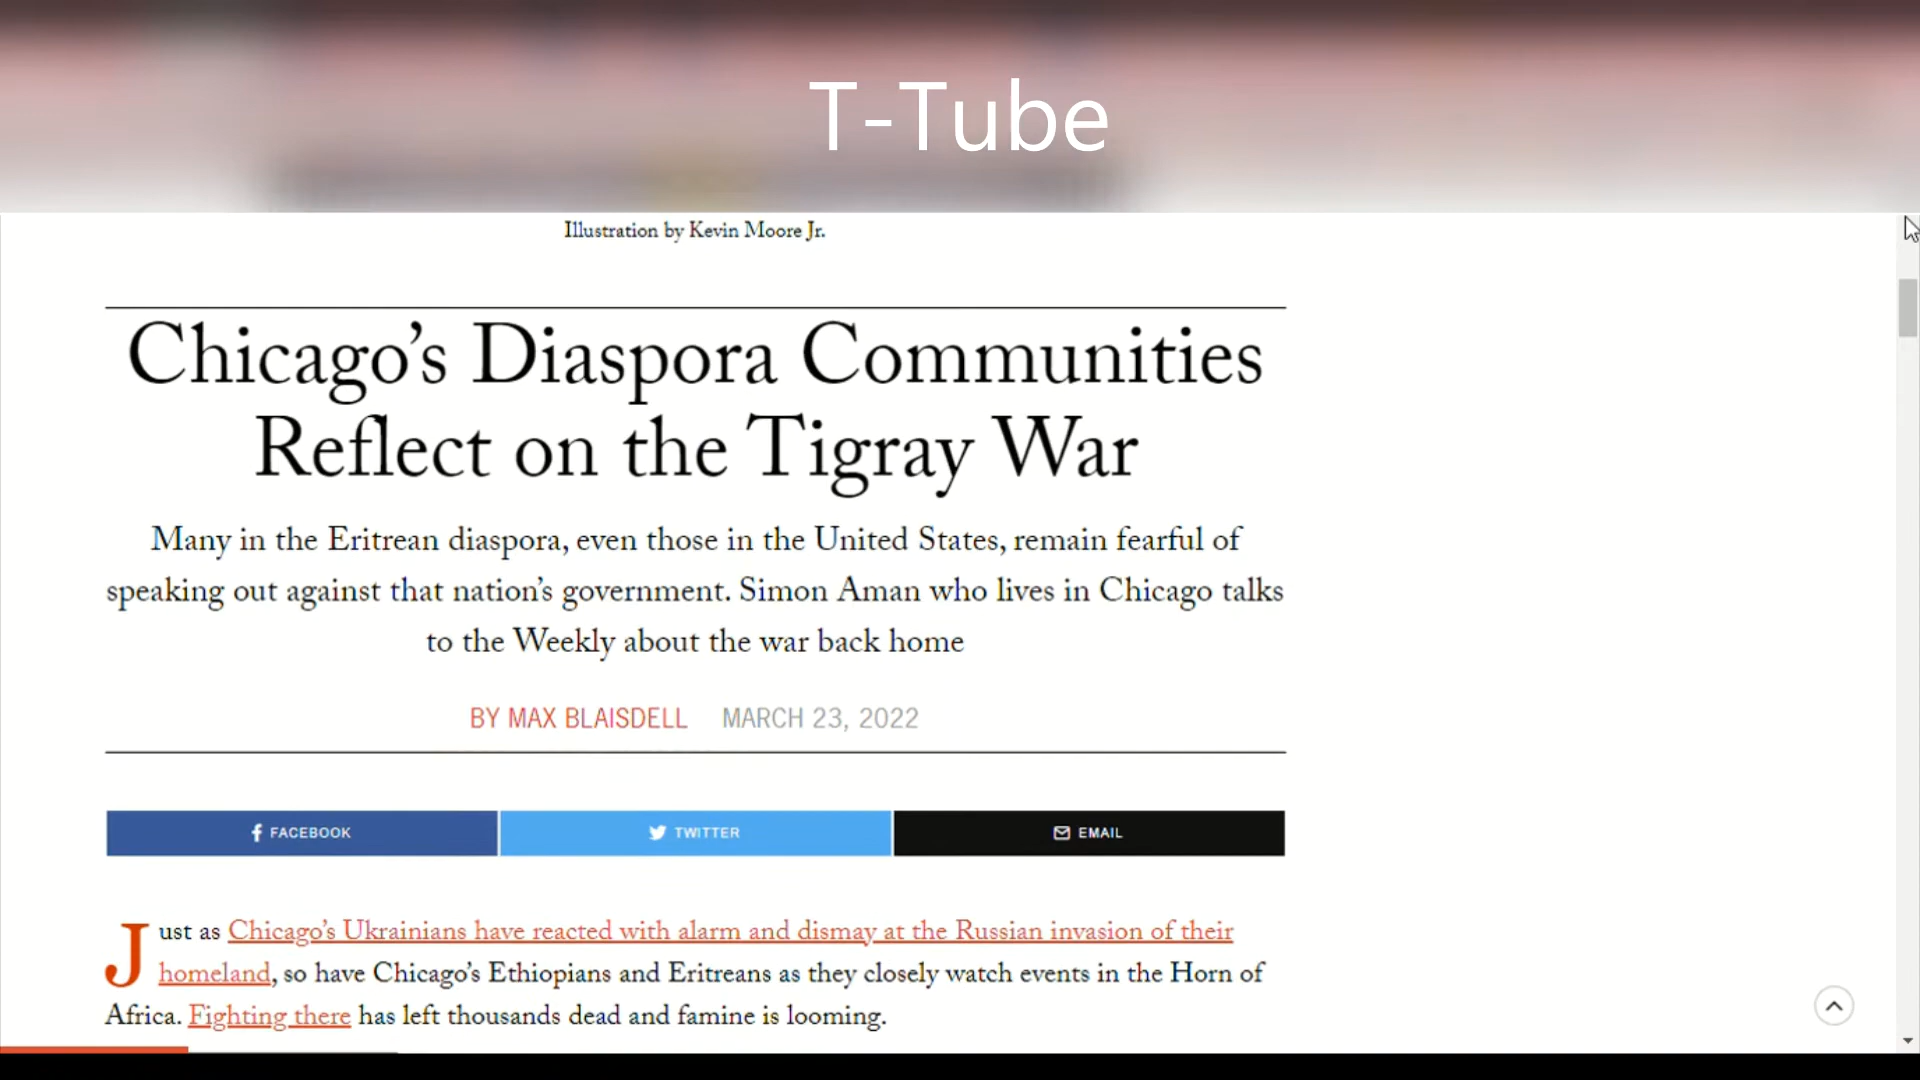 T-Tube
Illustration by Kevin Moore Jr.
Chicago’s Diaspora Communities
Reflect on the Tigray War
Many in the Eritrean diaspora, even those in the United States, remain fearful of
speaking out against that nation’s government. Simon Aman who lives in Chicago talks
to the Weekly about the war back home
BY MAX BLAISDELL MARCH 23, 2022
FACEBOOK TWITTER EMAIL
Just as Chicago’s Ukrainians have reacted with alarm and dismay at the Russian invasion of their
homeland, so have Chicago’s Ethiopians and Eritreans as they closely watch events in the Horn of
Africa. Fighting there has left thousands dead and famine is looming.